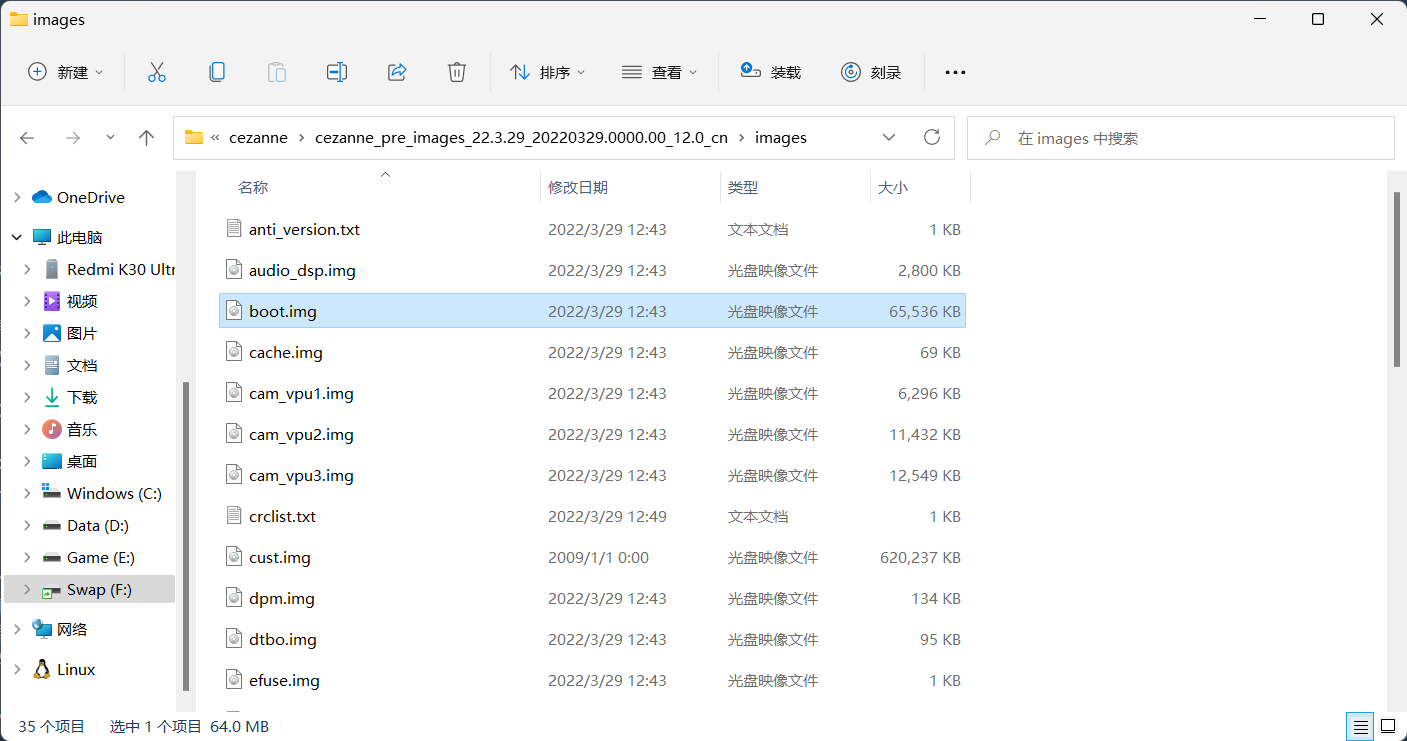 images
新建
排序
查看
装载
刻录
« cezanne › cezanne_pre_images_22.3.29_20220329.0000.00_12.0_cn › images
在 images 中搜索
OneDrive
此电脑
Redmi K30 Ultr
视频
图片
文档
下载
音乐
桌面
Windows (C:)
Data (D:)
Game (E:)
Swap (F:)
网络
Linux
名称 修改日期 类型 大小
anti_version.txt 2022/3/29 12:43 文本文档 1 KB
audio_dsp.img 2022/3/29 12:43 光盘映像文件 2,800 KB
boot.img 2022/3/29 12:43 光盘映像文件 65,536 KB
cache.img 2022/3/29 12:43 光盘映像文件 69 KB
cam_vpu1.img 2022/3/29 12:43 光盘映像文件 6,296 KB
cam_vpu2.img 2022/3/29 12:43 光盘映像文件 11,432 KB
cam_vpu3.img 2022/3/29 12:43 光盘映像文件 12,549 KB
crclist.txt 2022/3/29 12:49 文本文档 1 KB
cust.img 2009/1/1 0:00 光盘映像文件 620,237 KB
dpm.img 2022/3/29 12:43 光盘映像文件 134 KB
dtbo.img 2022/3/29 12:43 光盘映像文件 95 KB
efuse.img 2022/3/29 12:43 光盘映像文件 1 KB
35 个项目 选中 1 个项目 64.0 MB